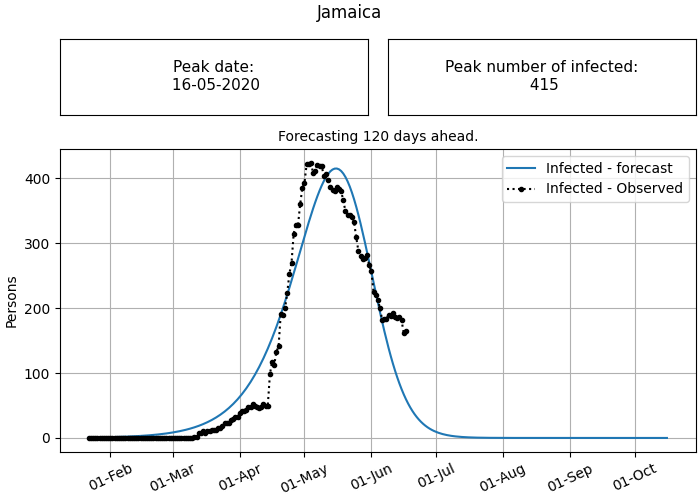 Jamaica
Peak date:
16-05-2020
Peak number of infected:
415
Forecasting 120 days ahead.
Infected - forecast
Infected - Observed
Persons
400
300
200
100
0
01-Feb
01-Mar
01-Apr
01-May
01-Jun
01-Jul
01-Aug
01-Sep
01-Oct